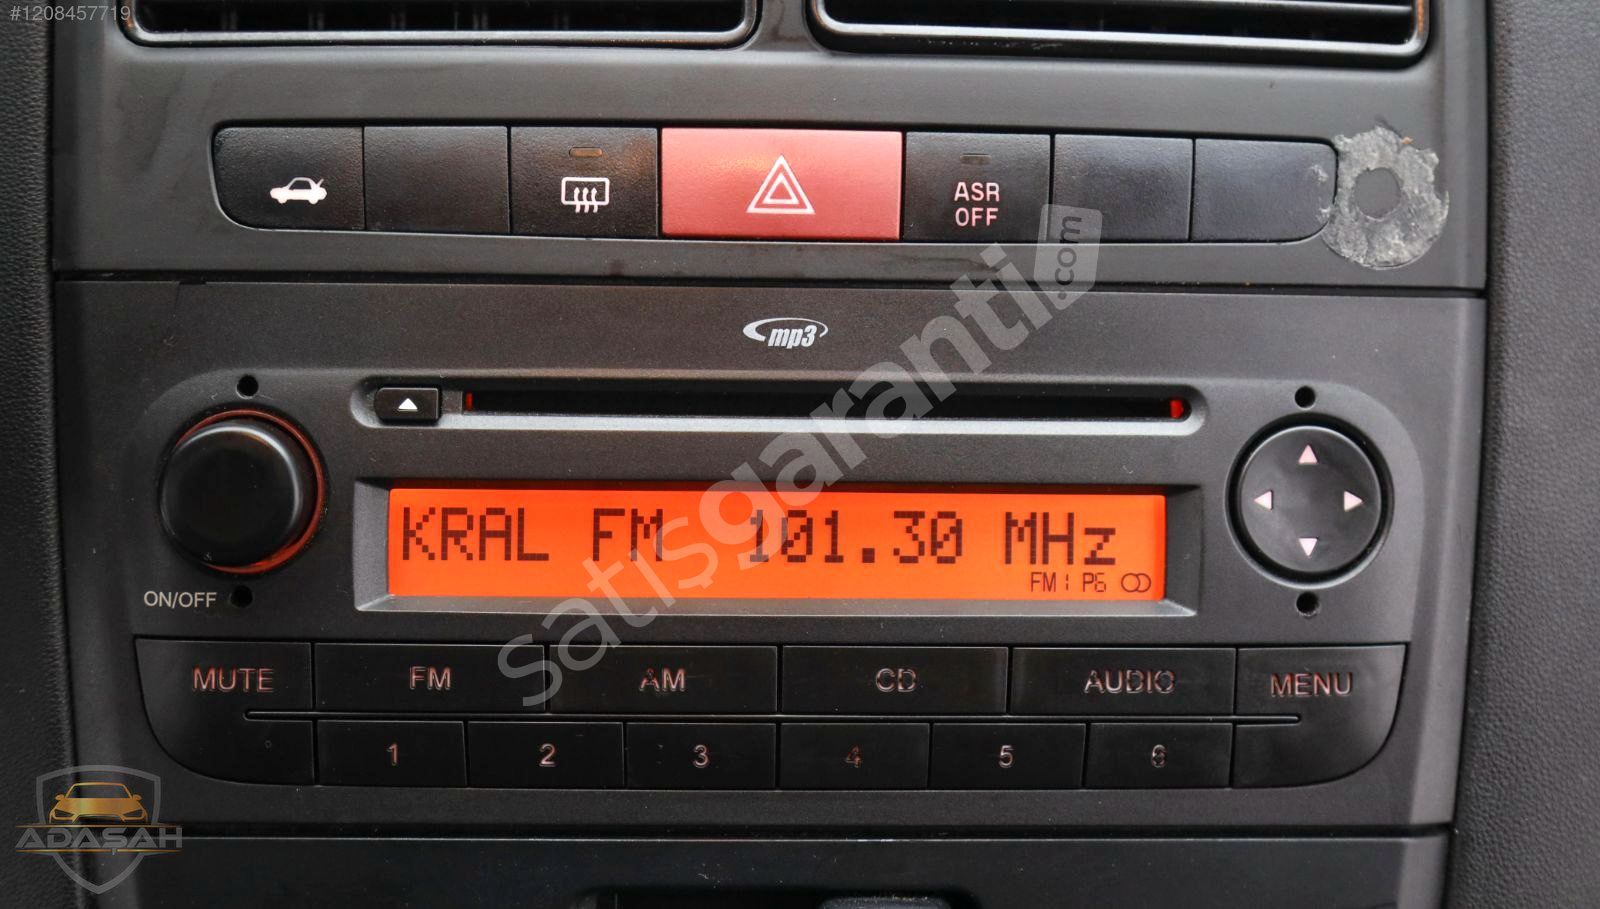 #1208457719
ASR
OFF
mp3
satışgaranti.com
KRAL FM 101.30 MHz
FM1 P6
ON/OFF
MUTE FM AM CD AUDIO MENU
1 2 3 4 5 6
ADAŞAH